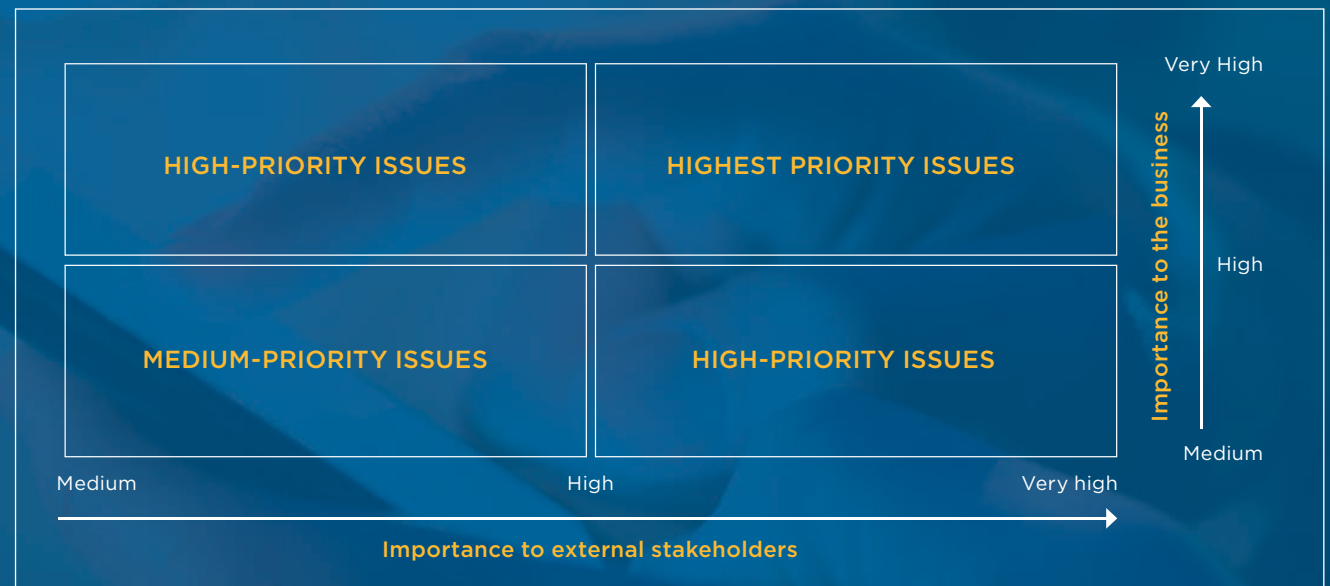 Very High
HIGH-PRIORITY ISSUES
HIGHEST PRIORITY ISSUES
Importance to the business
High
MEDIUM-PRIORITY ISSUES
HIGH-PRIORITY ISSUES
Medium
Medium
High
Very high
Importance to external stakeholders